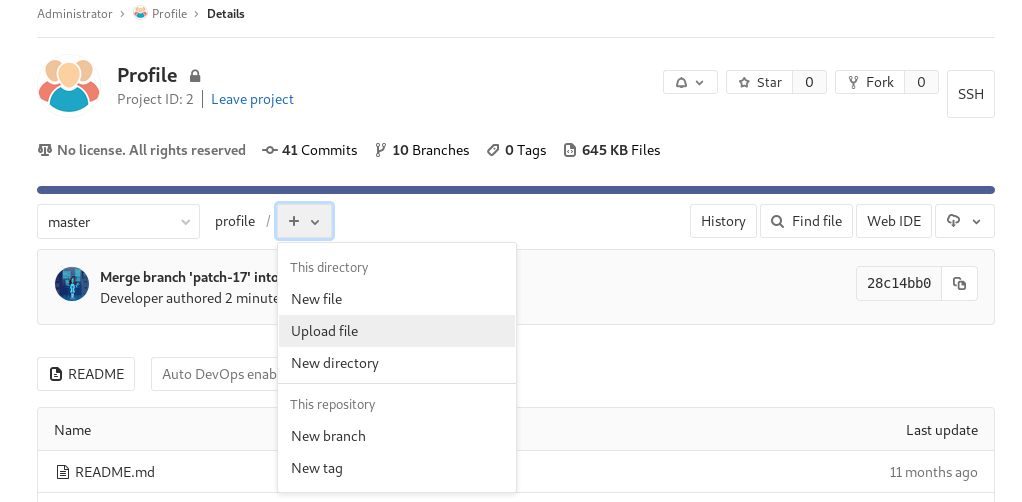 Administrator › Profile › Details
Profile
Project ID: 2 | Leave project
Star 0
Fork 0
SSH
No license. All rights reserved 41 Commits 10 Branches 0 Tags 645 KB Files
master profile / + History Find file Web IDE
This directory
New file
Upload file
New directory
This repository
New branch
New tag
Merge branch 'patch-17' into
Developer authored 2 minute
28c14bb0
README Auto DevOps enab
Name Last update
README.md 11 months ago